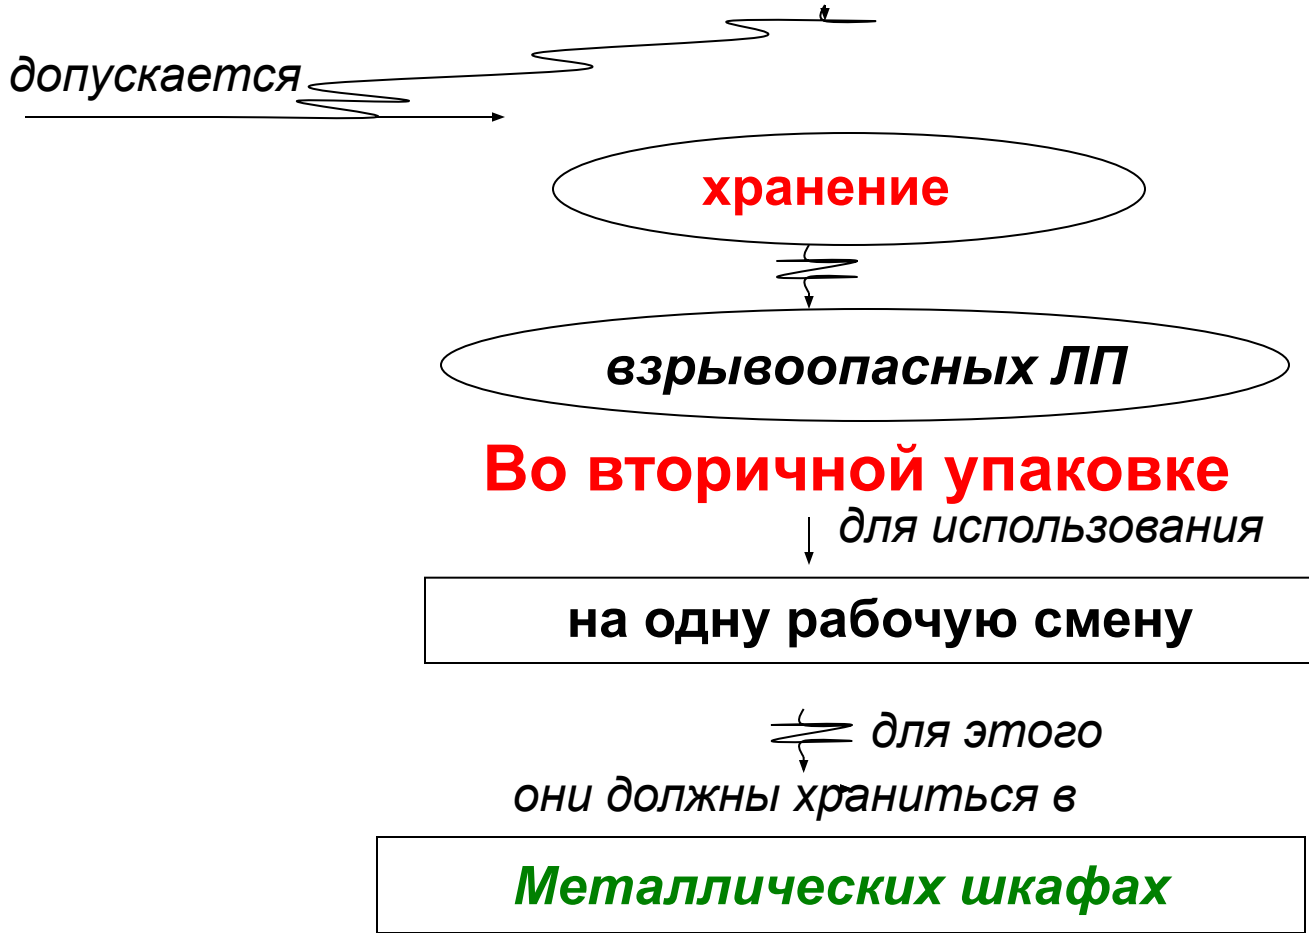 допускается
хранение
взрывоопасных ЛП
Во вторичной упаковке
для использования
на одну рабочую смену
для этого
они должны храниться в
Металлических шкафах